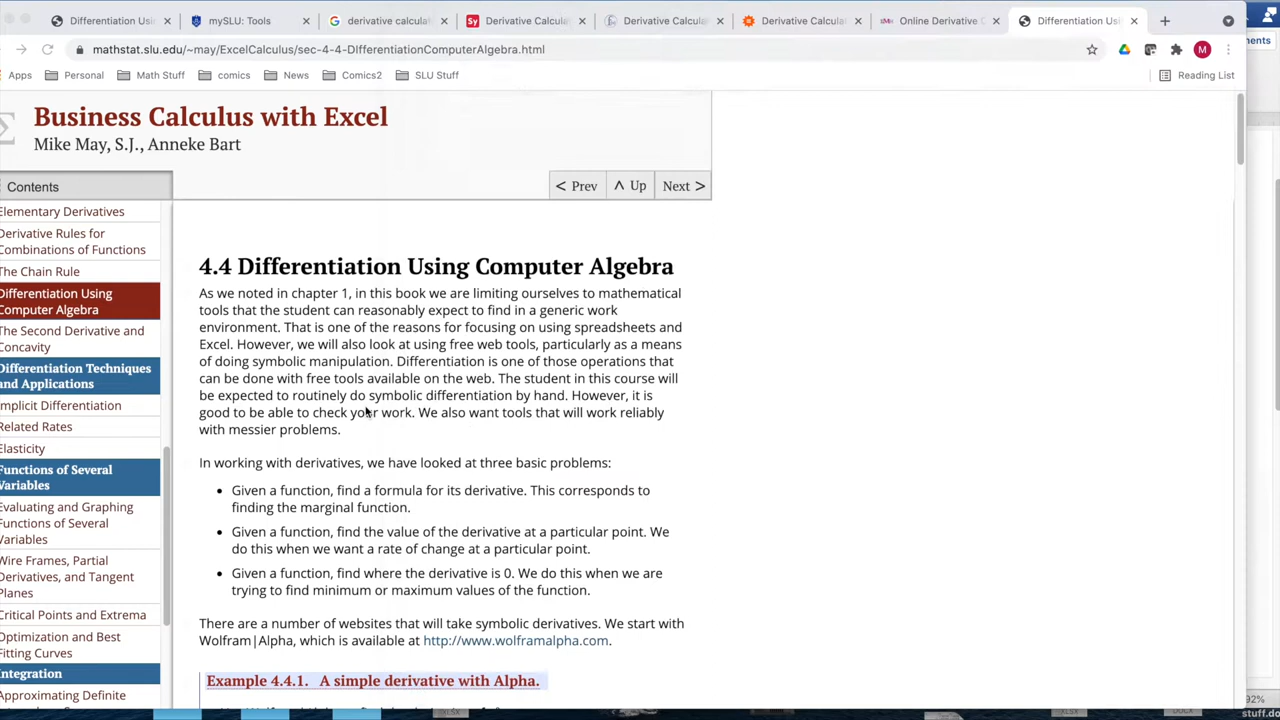 Differentiation Usi
mySLU: Tools
derivative calculat
Derivative Calcula
Derivative Calculat
Derivative Calculat
Online Derivative C
Differentiation Usi
mathstat.slu.edu/~may/ExcelCalculus/sec-4-4-DIfferentiationComputerAlgebra.html
M
ents
Apps
Personal
Math Stuff
comics
News
Comics2
SLU Stuff
Reading List
Business Calculus with Excel
Mike May, S.J., Anneke Bart
Contents
< Prev
^ Up
Next >
Elementary Derivatives
Derivative Rules for
Combinations of Functions
The Chain Rule
Differentiation Using
Computer Algebra
The Second Derivative and
Concavity
Differentiation Techniques
and Applications
Implicit Differentiation
Related Rates
Elasticity
Functions of Several
Variables
Evaluating and Graphing
Functions of Several
Variables
Wire Frames, Partial
Derivatives, and Tangent
Planes
Critical Points and Extrema
Optimization and Best
Fitting Curves
Integration
Approximating Definite
4.4 Differentiation Using Computer Algebra
As we noted in chapter 1, in this book we are limiting ourselves to mathematical
tools that the student can reasonably expect to find in a generic work
environment. That is one of the reasons for focusing on using spreadsheets and
Excel. However, we will also look at using free web tools, particularly as a means
of doing symbolic manipulation. Differentiation is one of those operations that
can be done with free tools available on the web. The student in this course will
be expected to routinely do symbolic differentiation by hand. However, it is
good to be able to check your work. We also want tools that will work reliably
with messier problems.
In working with derivatives, we have looked at three basic problems:
• Given a function, find a formula for its derivative. This corresponds to
finding the marginal function.
• Given a function, find the value of the derivative at a particular point. We
do this when we want a rate of change at a particular point.
• Given a function, find where the derivative is 0. We do this when we are
trying to find minimum or maximum values of the function.
There are a number of websites that will take symbolic derivatives. We start with
Wolfram|Alpha, which is available at http://www.wolframalpha.com.
Example 4.4.1. A simple derivative with Alpha.
92%
stuff.do